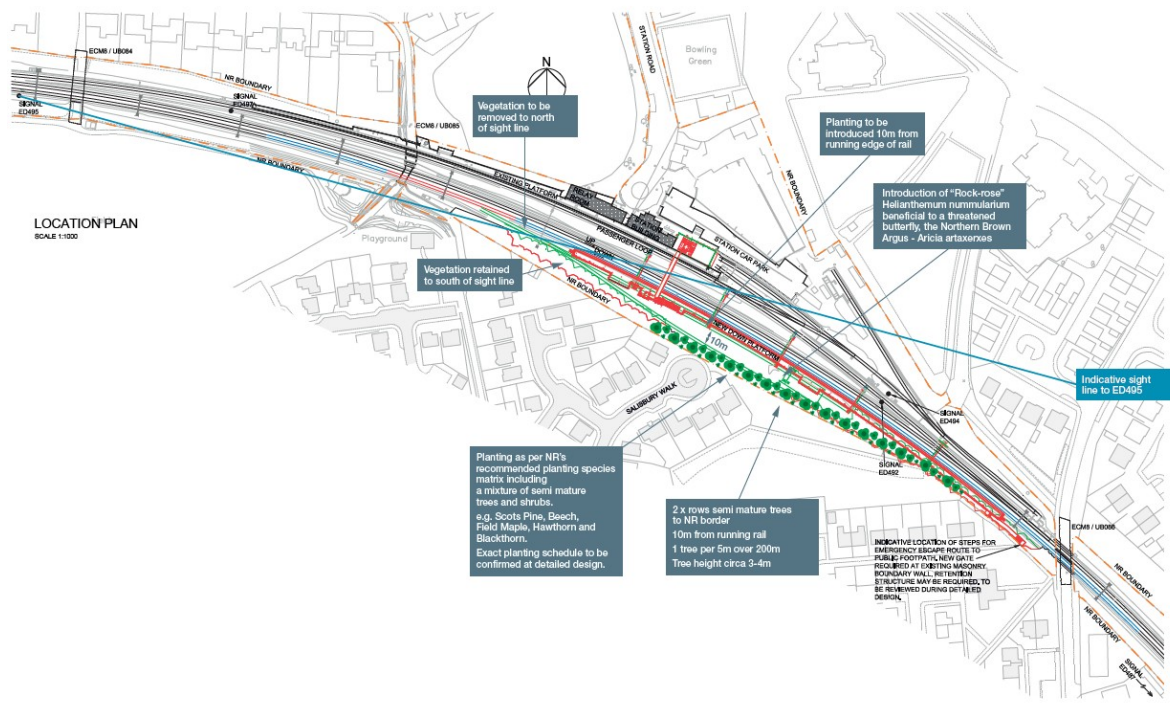 ECM8 / UB084
NR BOUNDARY
SIGNAL
ED495
SIGNAL
ED497
ECM8 / UB085
NR BOUNDARY
N
STATION ROAD
Bowling
Green
Vegetation to be
removed to north
of sight line
Planting to be
introduced 10m from
running edge of rail
NR BOUNDARY
Introduction of “Rock-rose”
Helianthemum nummularium
beneficial to a threatened
butterfly, the Northern Brown
Argus - Aricia artaxerxes
LOCATION PLAN
SCALE 1:1000
Playground
EXISTING PLATFORM
RELAY
ROOM
STATION
BUILDING
STATION CAR PARK
PASSENGER LOOP
UP
DOWN
Vegetation retained
to south of sight line
NR BOUNDARY
NEW DOWN PLATFORM
10m
SALISBURY WALK
Indicative sight
line to ED495
SIGNAL
ED494
SIGNAL
ED492
Planting as per NR's
recommended planting species
matrix including
a mixture of semi mature
trees and shrubs.
e.g. Scots Pine, Beech,
Field Maple, Hawthorn and
Blackthorn.
Exact planting schedule to be
confirmed at detailed design.
2 x rows semi mature trees
to NR border
10m from running rail
1 tree per 5m over 200m
Tree height circa 3-4m
INDICATIVE LOCATION OF STEPS FOR
EMERGENCY ESCAPE ROUTE TO
PUBLIC FOOTPATH, NEW GATE
REQUIRED AT EXISTING MASONRY
BOUNDARY WALL, RETENTION
STRUCTURE MAY BE REQUIRED, TO
BE REVIEWED DURING DETAILED
DESIGN.
ECM8 / UB086
NR BOUNDARY
NR BOUNDARY
SIGNAL
ED487